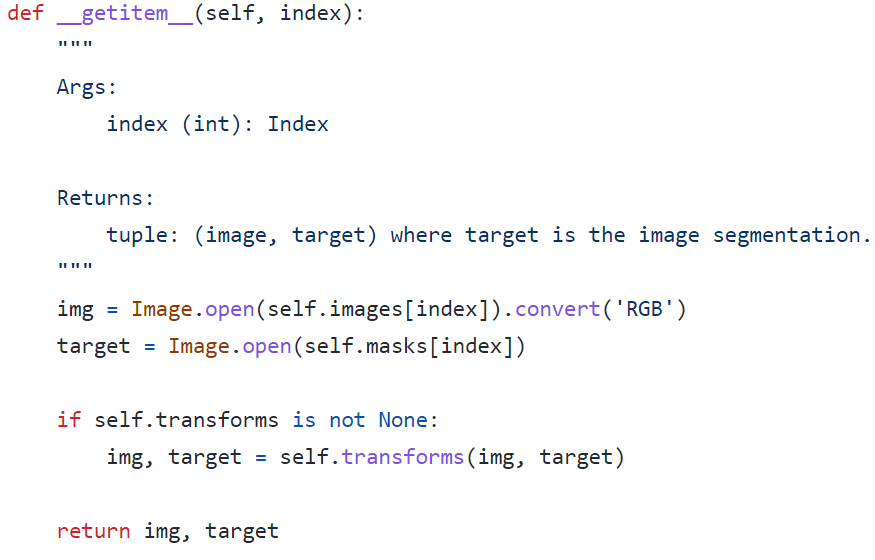 def __getitem__(self, index):
    """
    Args:
        index (int): Index

    Returns:
        tuple: (image, target) where target is the image segmentation.
    """
    img = Image.open(self.images[index]).convert('RGB')
    target = Image.open(self.masks[index])

    if self.transforms is not None:
        img, target = self.transforms(img, target)

    return img, target